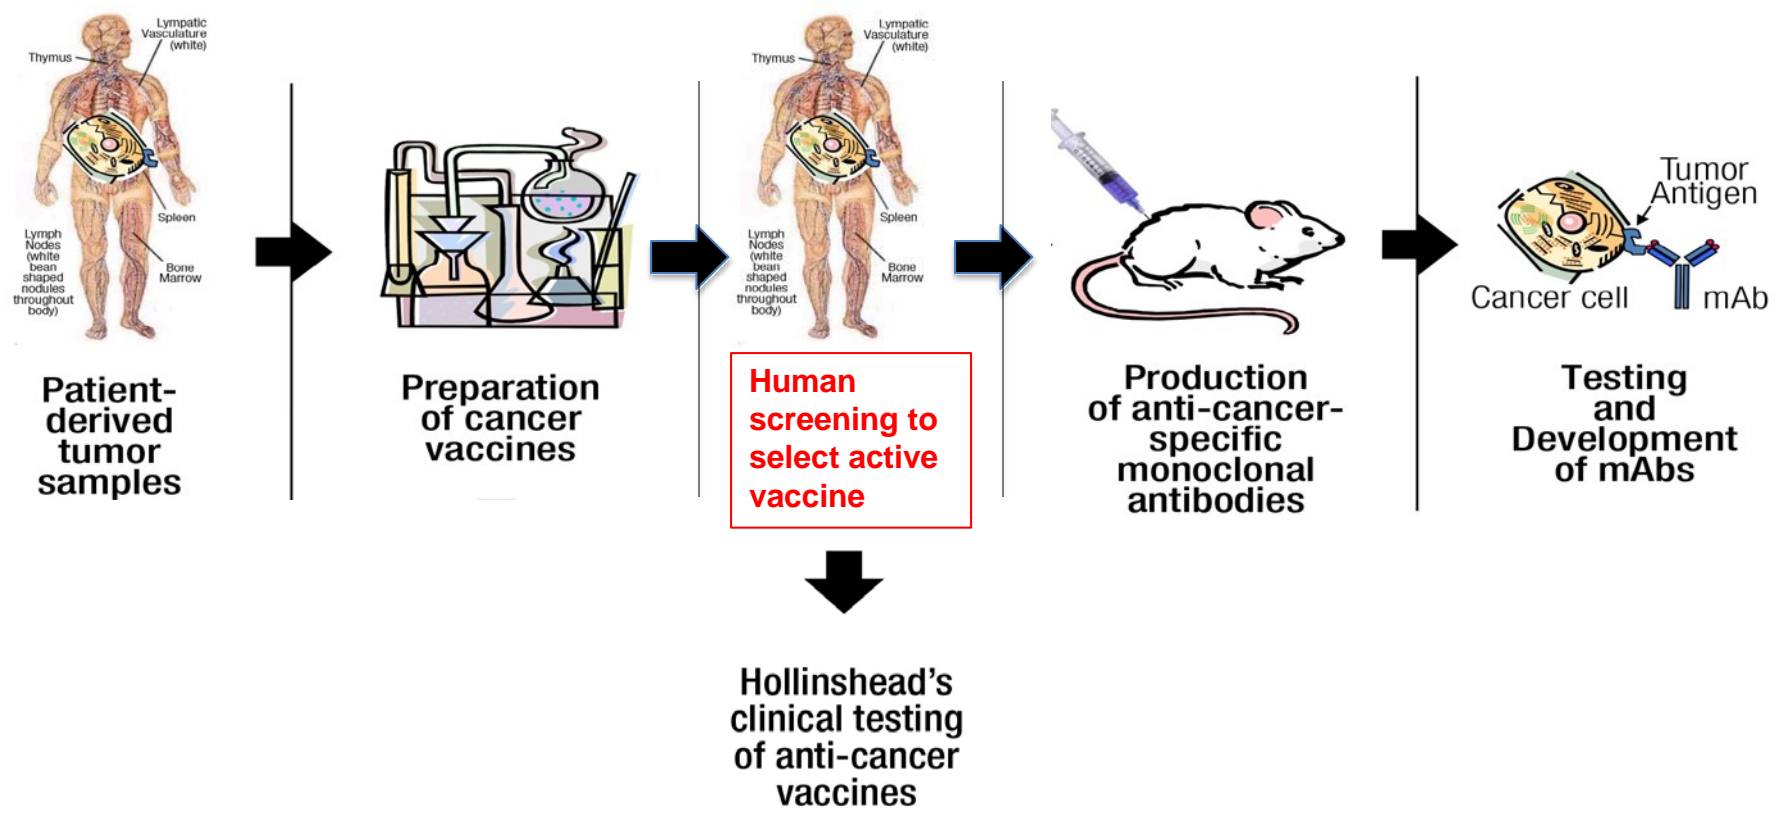 Lymphatic
Vasculature
(white)
Thymus
Spleen
Lymph
Nodes
(white
bean
shaped
nodules
throughout
body)
Bone
Marrow
Patient-
derived
tumor
samples
Preparation
of cancer
vaccines
Lympatic
Vasculature
(white)
Thymus
Spleen
Lymph
Nodes
(white
bean
shaped
nodules
throughout
body)
Bone
Marrow
Human
screening to
select active
vaccine
Hollinshead’s
clinical testing
of anti-cancer
vaccines
Production
of anti-cancer-
specific
monoclonal
antibodies
Tumor
Antigen
Cancer cell
mAb
Testing
and
Development
of mAbs